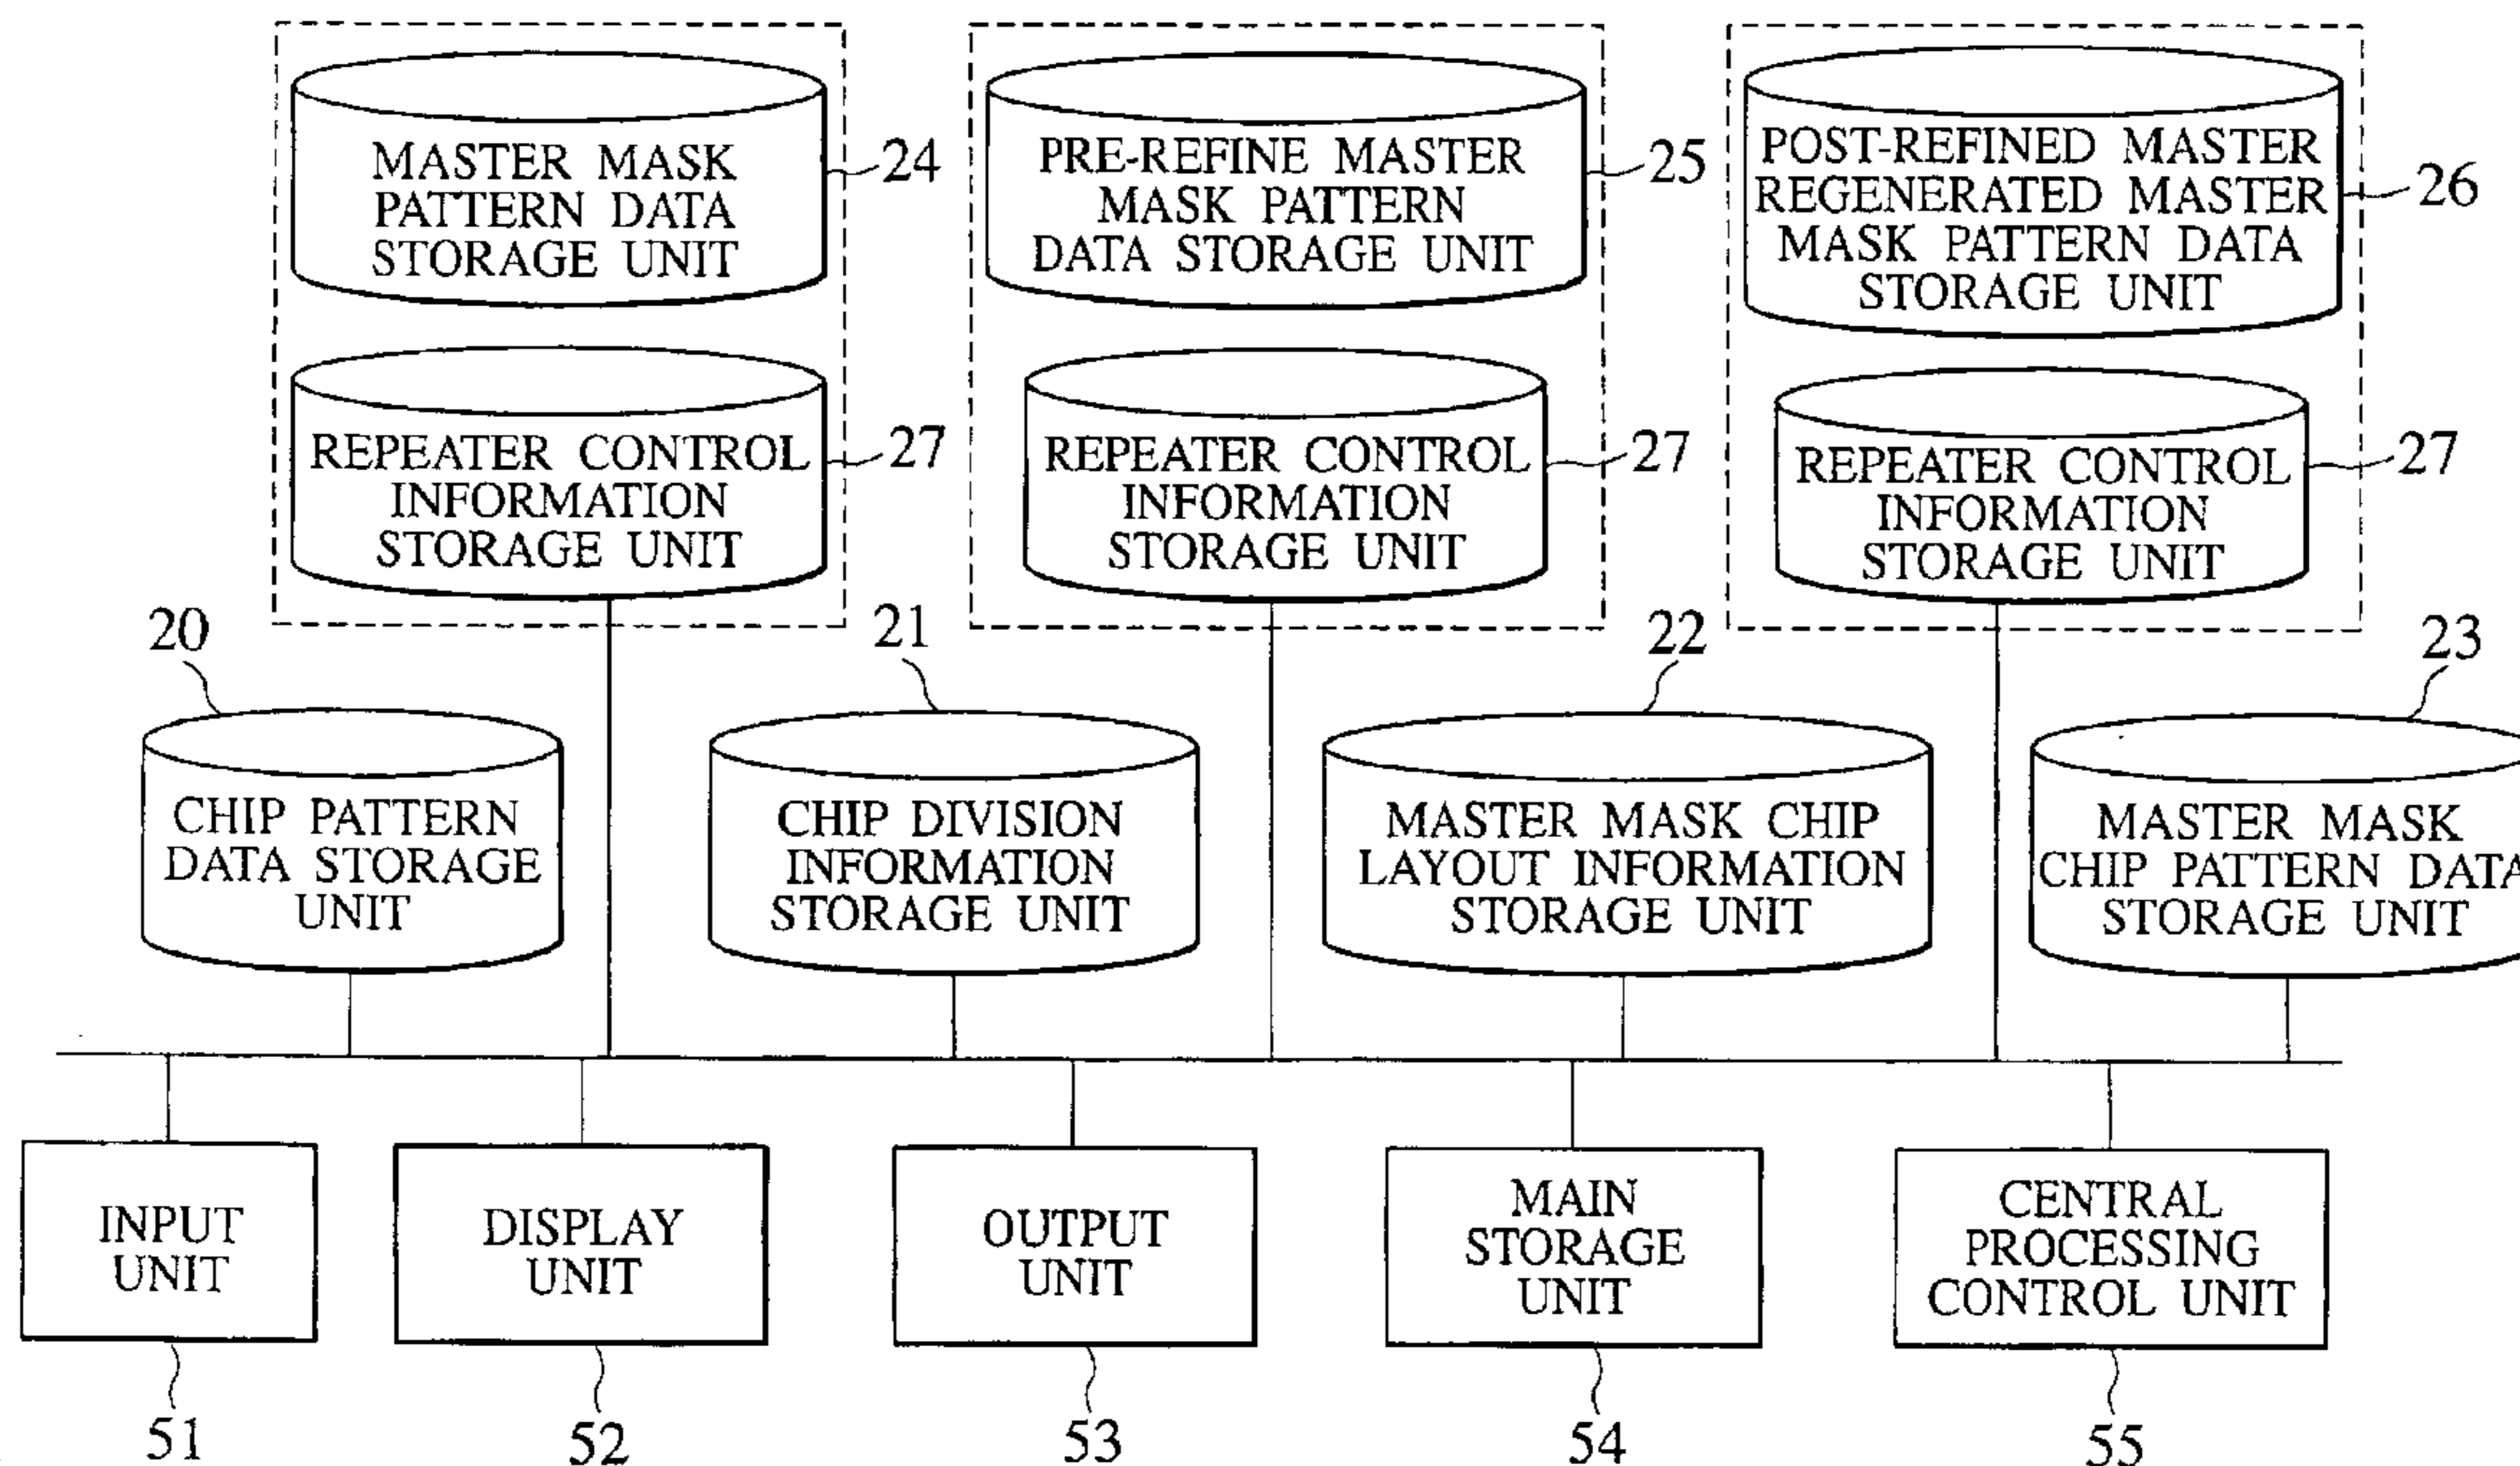 MASTER MASK
PATTERN DATA
STORAGE UNIT
24
PRE-REFINE MASTER
MASK PATTERN
DATA STORAGE UNIT
25
POST-REFINED MASTER
REGENERATED MASTER
MASK PATTERN DATA
STORAGE UNIT
26
REPEATER CONTROL
INFORMATION
STORAGE UNIT
27
REPEATER CONTROL
INFORMATION
STORAGE UNIT
27
REPEATER CONTROL
INFORMATION
STORAGE UNIT
27
20
21
22
23
CHIP PATTERN
DATA STORAGE
UNIT
CHIP DIVISION
INFORMATION
STORAGE UNIT
MASTER MASK CHIP
LAYOUT INFORMATION
STORAGE UNIT
MASTER MASK
CHIP PATTERN DATA
STORAGE UNIT
INPUT
UNIT
DISPLAY
UNIT
OUTPUT
UNIT
MAIN
STORAGE
UNIT
CENTRAL
PROCESSING
CONTROL UNIT
51
52
53
54
55